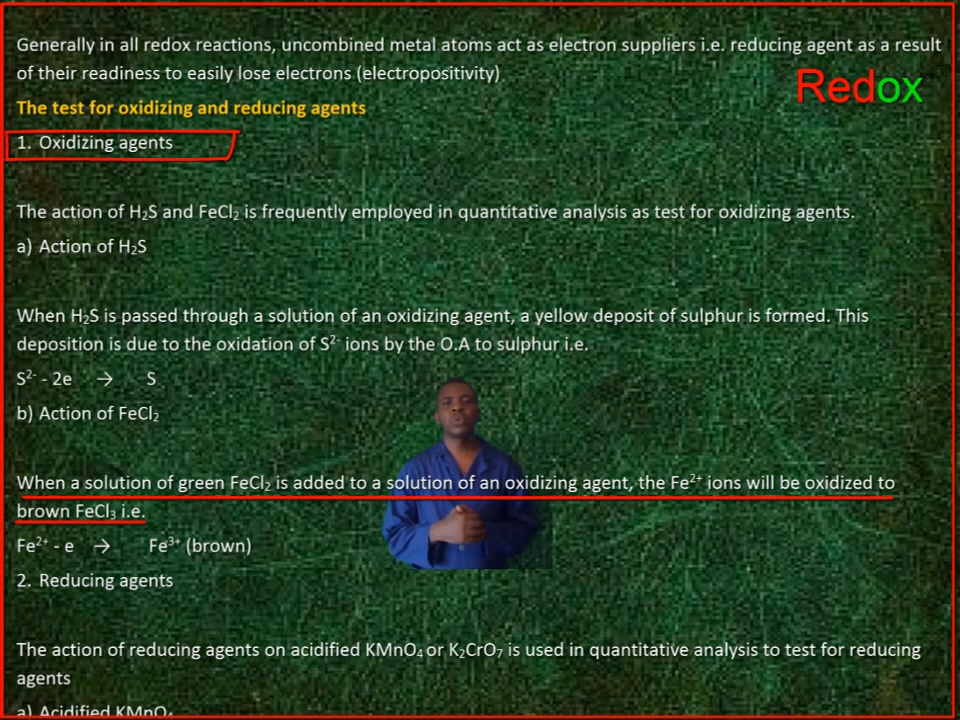 Generally in all redox reactions, uncombined metal atoms act as electron suppliers i.e. reducing agent as a result
of their readiness to easily lose electrons (electropositivity)
Redox
The test for oxidizing and reducing agents
1. Oxidizing agents
The action of H₂S and FeCl₂ is frequently employed in quantitative analysis as test for oxidizing agents.
a) Action of H₂S
When H₂S is passed through a solution of an oxidizing agent, a yellow deposit of sulphur is formed. This
deposition is due to the oxidation of S²⁻ ions by the O.A to sulphur i.e.
S²⁻ - 2e → S
b) Action of FeCl₂
When a solution of green FeCl₂ is added to a solution of an oxidizing agent, the Fe²⁺ ions will be oxidized to
brown FeCl₃ i.e.
Fe²⁺ - e → Fe³⁺ (brown)
2. Reducing agents
The action of reducing agents on acidified KMnO₄ or K₂CrO₇ is used in quantitative analysis to test for reducing
agents
a) Acidified KMnO₄